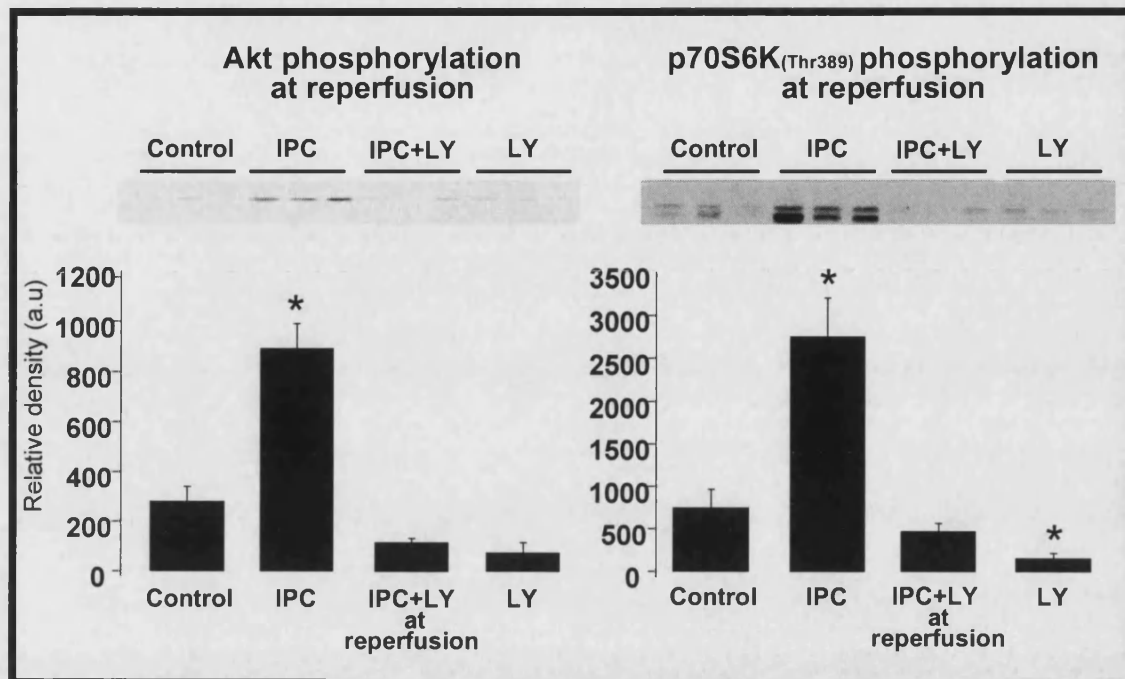 Akt phosphorylation
at reperfusion
Control IPC IPC+LY LY
1200
1000
800
600
400
200
0
Relative density (a.u)
*
Control IPC IPC+LY LY
at
reperfusion
p70S6K(Thr389) phosphorylation
at reperfusion
Control IPC IPC+LY LY
3500
3000
2500
2000
1500
1000
500
0
*
*
Control IPC IPC+LY LY
at
reperfusion